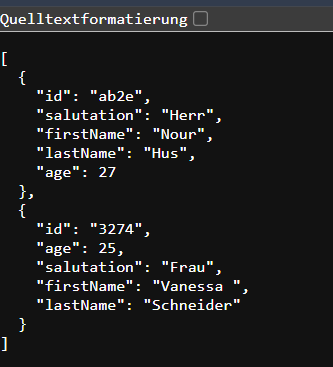 Quelltextformatierung
[
  {
    "id": "ab2e",
    "salutation": "Herr",
    "firstName": "Nour",
    "lastName": "Hus",
    "age": 27
  },
  {
    "id": "3274",
    "age": 25,
    "salutation": "Frau",
    "firstName": "Vanessa ",
    "lastName": "Schneider"
  }
]